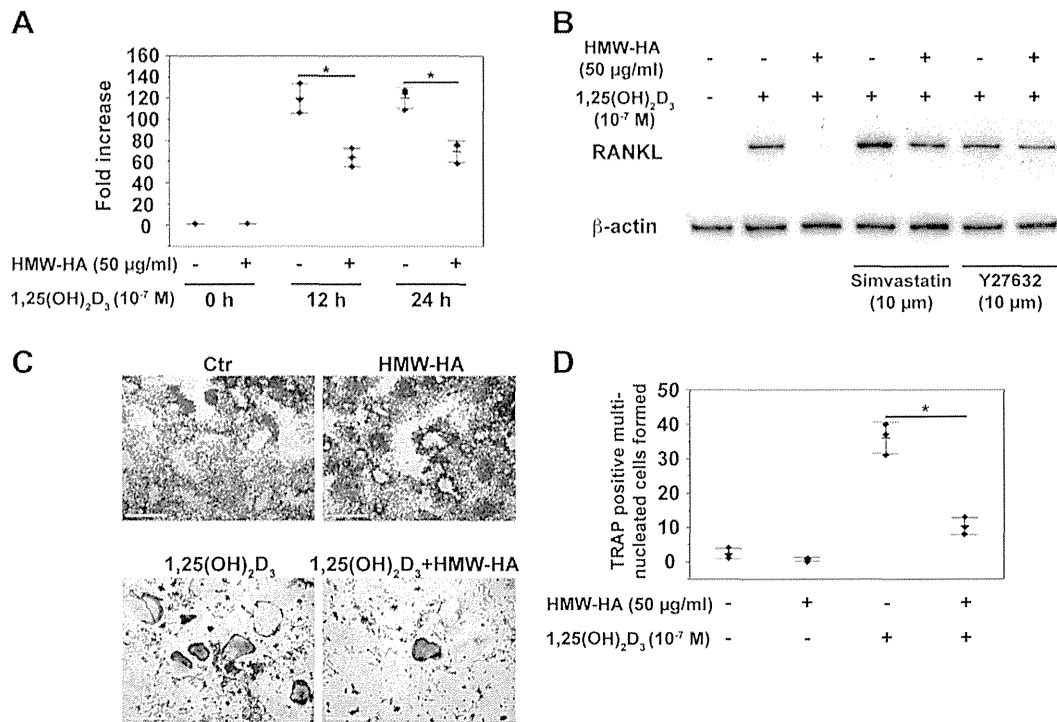 A
Fold increase
160
140
120
100
80
60
40
20
0
* *
HMW-HA (50 µg/ml) - + - + - +
1,25(OH)₂D₃ (10⁻⁷ M) 0 h 12 h 24 h
B
HMW-HA (50 µg/ml) - - + - + - +
1,25(OH)₂D₃ (10⁻⁷ M) - + + + + + +
RANKL
β-actin
Simvastatin (10 µm)
Y27632 (10 µm)
C
Ctr HMW-HA
1,25(OH)₂D₃ 1,25(OH)₂D₃+HMW-HA
D
TRAP positive multi-
nucleated cells formed
50
40
30
20
10
0
*
HMW-HA (50 µg/ml) - + - +
1,25(OH)₂D₃ (10⁻⁷ M) - - + +